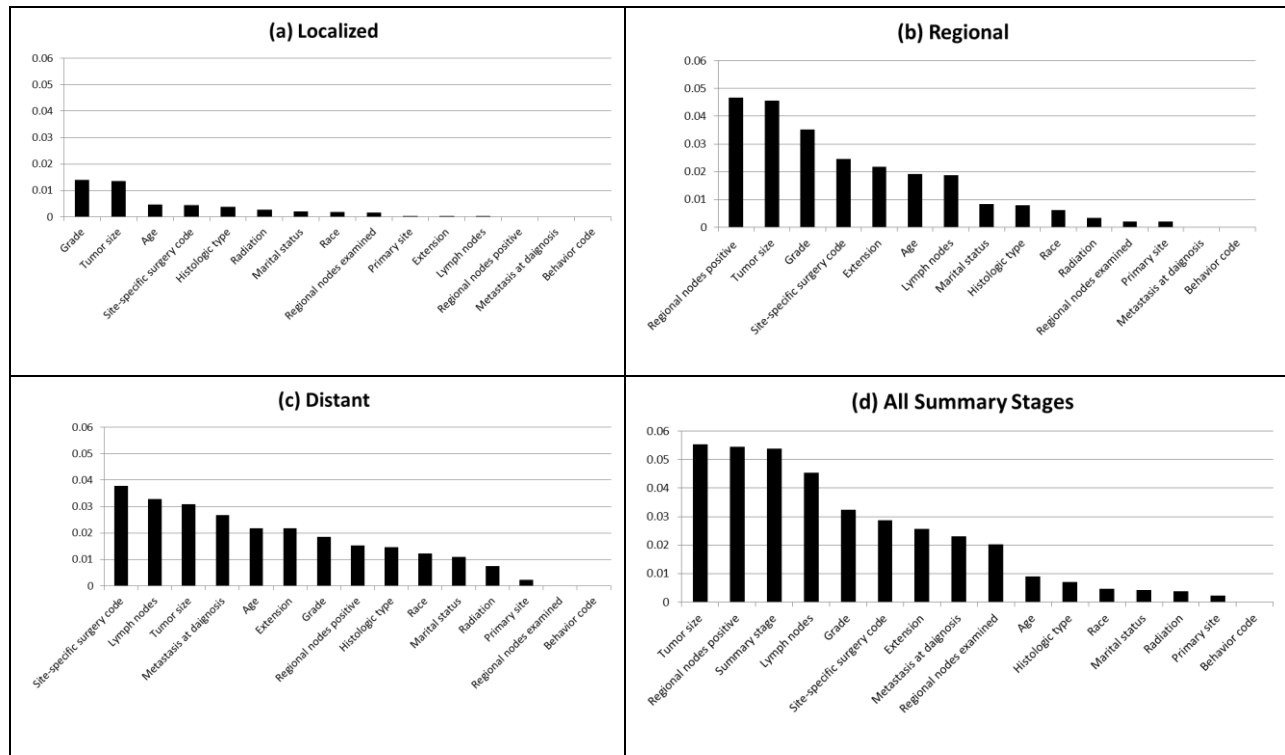 (a) Localized
0.06
0.05
0.04
0.03
0.02
0.01
0
Grade
Tumor size
Age
Site-specific surgery code
Histologic type
Radiation
Marital status
Race
Regional nodes examined
Primary site
Extension
Lymph nodes
Regional nodes positive
Metastasis at daignosis
Behavior code
(b) Regional
0.06
0.05
0.04
0.03
0.02
0.01
0
Regional nodes positive
Tumor size
Grade
Site-specific surgery code
Extension
Age
Lymph nodes
Marital status
Histologic type
Race
Radiation
Regional nodes examined
Primary site
Metastasis at daignosis
Behavior code
(c) Distant
0.06
0.05
0.04
0.03
0.02
0.01
0
Site-specific surgery code
Lymph nodes
Tumor size
Metastasis at daignosis
Age
Extension
Grade
Regional nodes positive
Histologic type
Race
Marital status
Radiation
Primary site
Regional nodes examined
Behavior code
(d) All Summary Stages
0.06
0.05
0.04
0.03
0.02
0.01
0
Tumor size
Regional nodes positive
Summary stage
Lymph nodes
Grade
Site-specific surgery code
Extension
Metastasis at daignosis
Regional nodes examined
Age
Histologic type
Race
Marital status
Radiation
Primary site
Behavior code